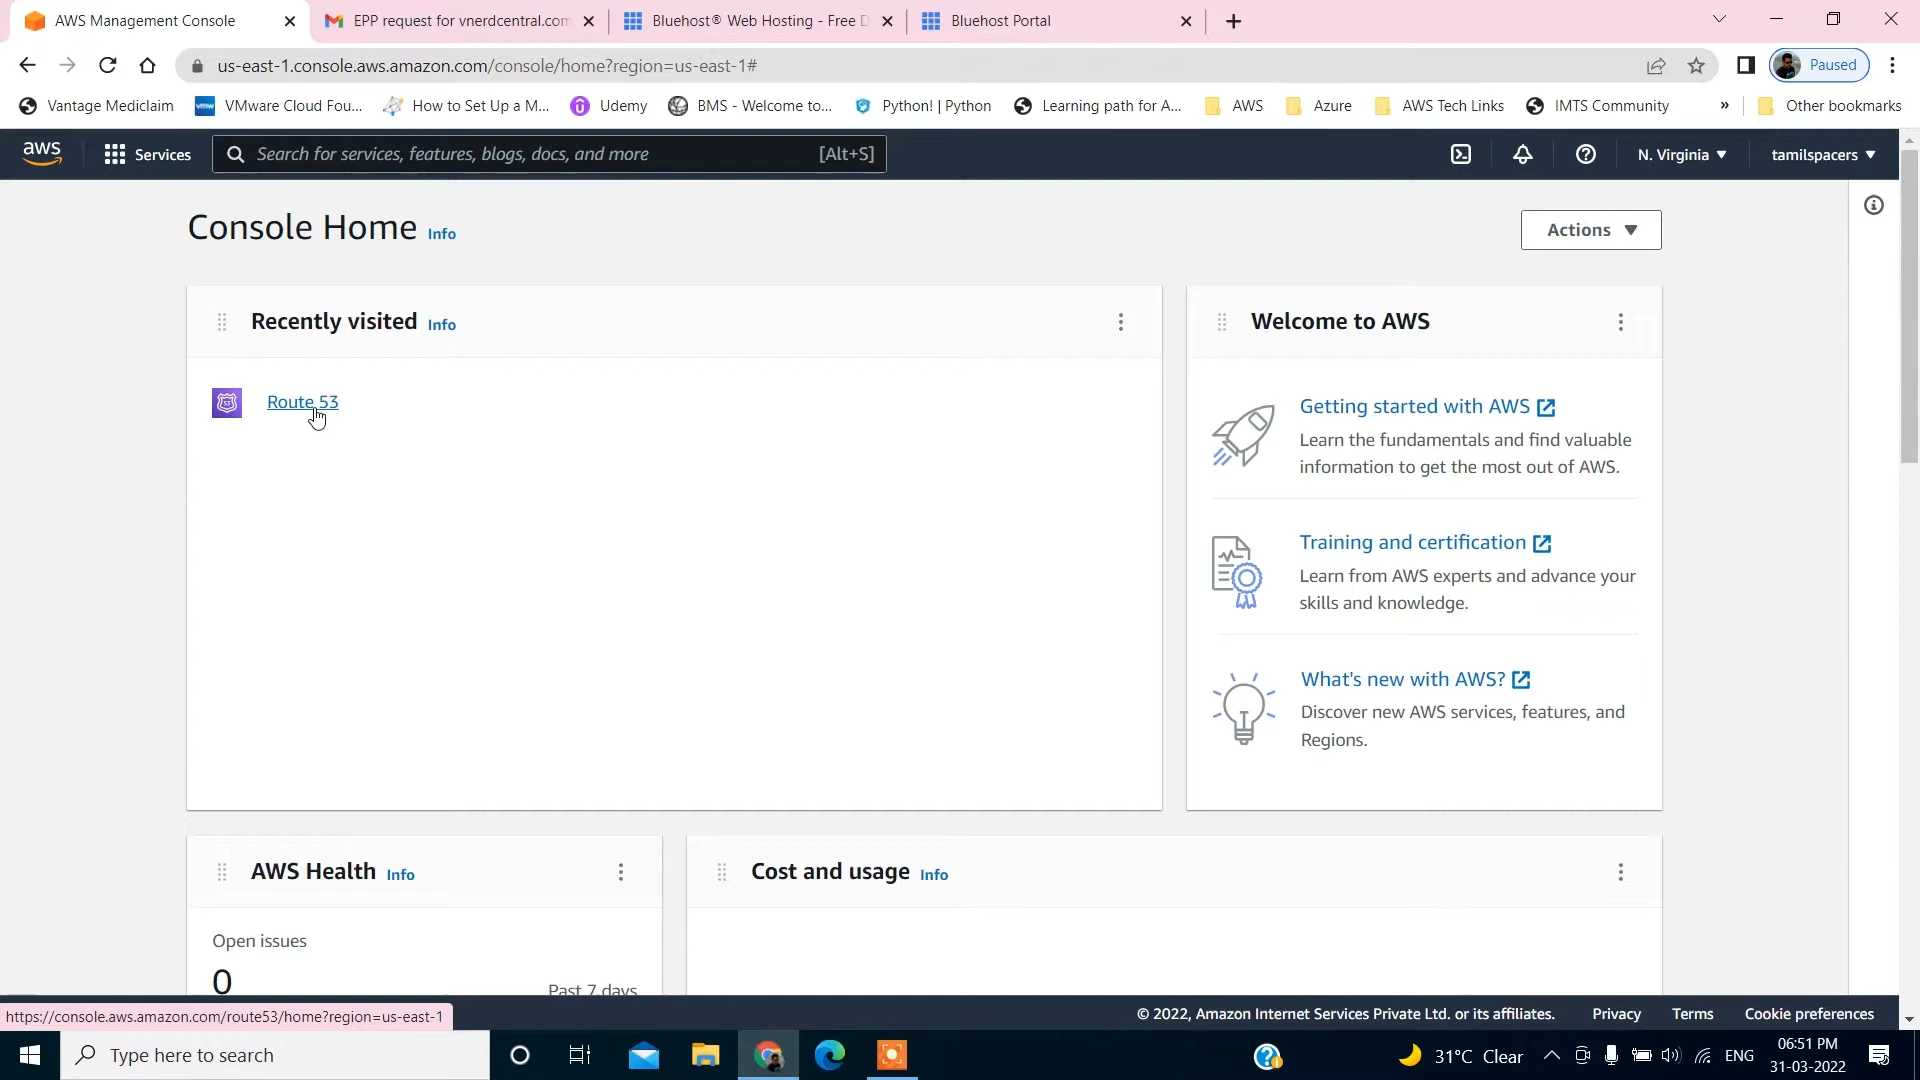 AWS Management Console
EPP request for vnerdcentral.com
Bluehost® Web Hosting - Free D
Bluehost Portal
us-east-1.console.aws.amazon.com/console/home?region=us-east-1#
Paused
Vantage Mediclaim
VMware Cloud Fou...
How to Set Up a M...
Udemy
BMS - Welcome to...
Python! | Python
Learning path for A...
AWS
Azure
AWS Tech Links
IMTS Community
»
Other bookmarks
aws
Services
Search for services, features, blogs, docs, and more
[Alt+S]
N. Virginia
tamilspacers
Console Home Info
Actions
Recently visited Info
Welcome to AWS
53 Route 53
Getting started with AWS
Learn the fundamentals and find valuable
information to get the most out of AWS.
Training and certification
Learn from AWS experts and advance your
skills and knowledge.
What's new with AWS?
Discover new AWS services, features, and
Regions.
AWS Health Info
Cost and usage Info
Open issues
0
Past 7 days
https://console.aws.amazon.com/route53/home?region=us-east-1
© 2022, Amazon Internet Services Private Ltd. or its affiliates.
Privacy
Terms
Cookie preferences
Type here to search
31°C Clear
ENG
06:51 PM
31-03-2022